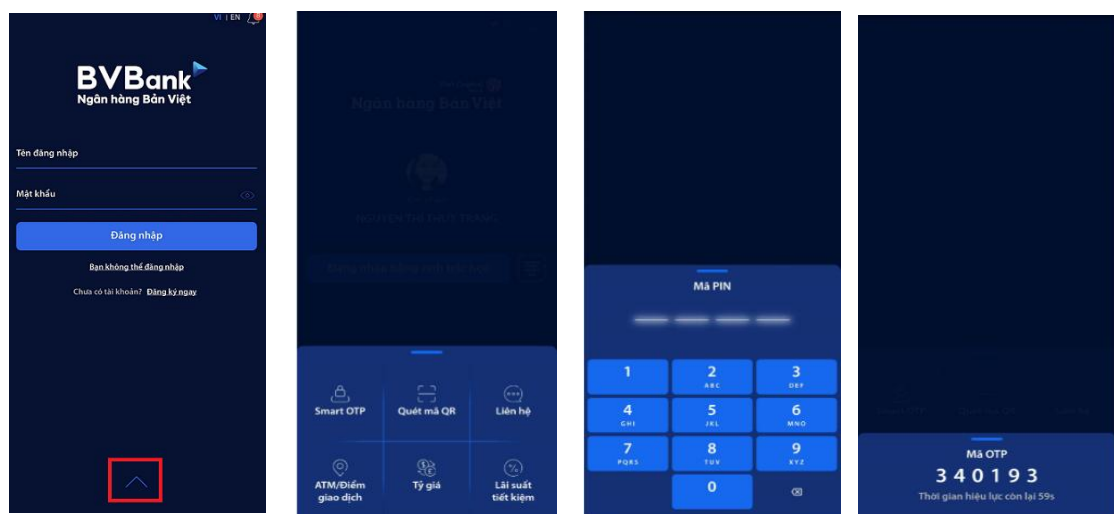 VI | EN
BVBank
Ngân hàng Bản Việt
Tên đăng nhập
Mật khẩu
Đăng nhập
Bạn không thể đăng nhập
Chưa có tài khoản? Đăng ký ngay
Ngân hàng Bản Việt
Smart OTP
Quét mã QR
Liên hệ
ATM/Điểm
giao dịch
Tỷ giá
Lãi suất
tiết kiệm
Mã PIN
1
2
ABC
3
DEF
4
GHI
5
JKL
6
MNO
7
PQRS
8
TUV
9
XYZ
0
Mã OTP
340193
Thời gian hiệu lực còn lại 59s